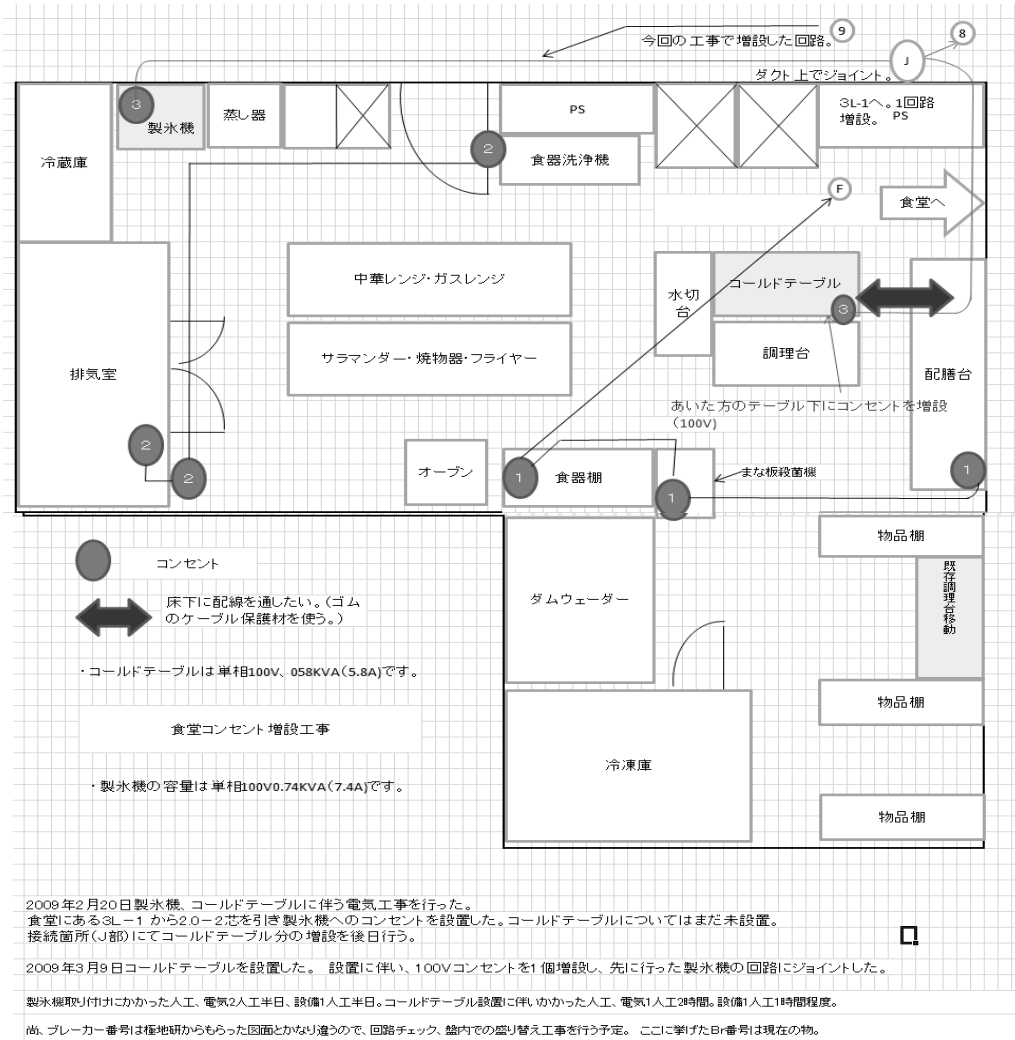 今回の工事で増設した回路。
9
8
J
ダクト上でジョイント。
3
製氷機
蒸し器
PS
3L-1へ。1回路
増設。
PS
冷蔵庫
2
食器洗浄機
F
食堂へ
中華レンジ・ガスレンジ
水切
台
コールドテーブル
3
サラマンダー・焼物器・フライヤー
調理台
排気室
配膳台
あいた方のテーブル下にコンセントを増設
(100V)
2
2
オーブン
1
食器棚
1
まな板殺菌機
1
物品棚
コンセント
既存調理台移動
床下に配線を通したい。(ゴム
のケーブル保護材を使う。)
ダムウェーダー
・コールドテーブルは単相100V、058KVA(5.8A)です。
物品棚
食堂コンセント増設工事
冷凍庫
・製氷機の容量は単相100V0.74KVA(7.4A)です。
物品棚
2009年2月20日製氷機、コールドテーブルに伴う電気工事を行った。
食堂にある3L－1 から2.0－2芯を引き製氷機へのコンセントを設置した。コールドテーブルについてはまだ未設置。
接続箇所(J部)にてコールドテーブル分の増設を後日行う。
2009年3月9日コールドテーブルを設置した。 設置に伴い、100Vコンセントを1個増設し、先に行った製氷機の回路にジョイントした。
製氷機取り付けにかかった人工、電気2人工半日、設備1人工半日。コールドテーブル設置に伴いかかった人工、電気1人工2時間。設備1人工1時間程度。
尚、ブレーカー番号は極地研からもらった図面とかなり違うので、回路チェック、盤内での盛り替え工事を行う予定。 ここに挙げたBr番号は現在の物。